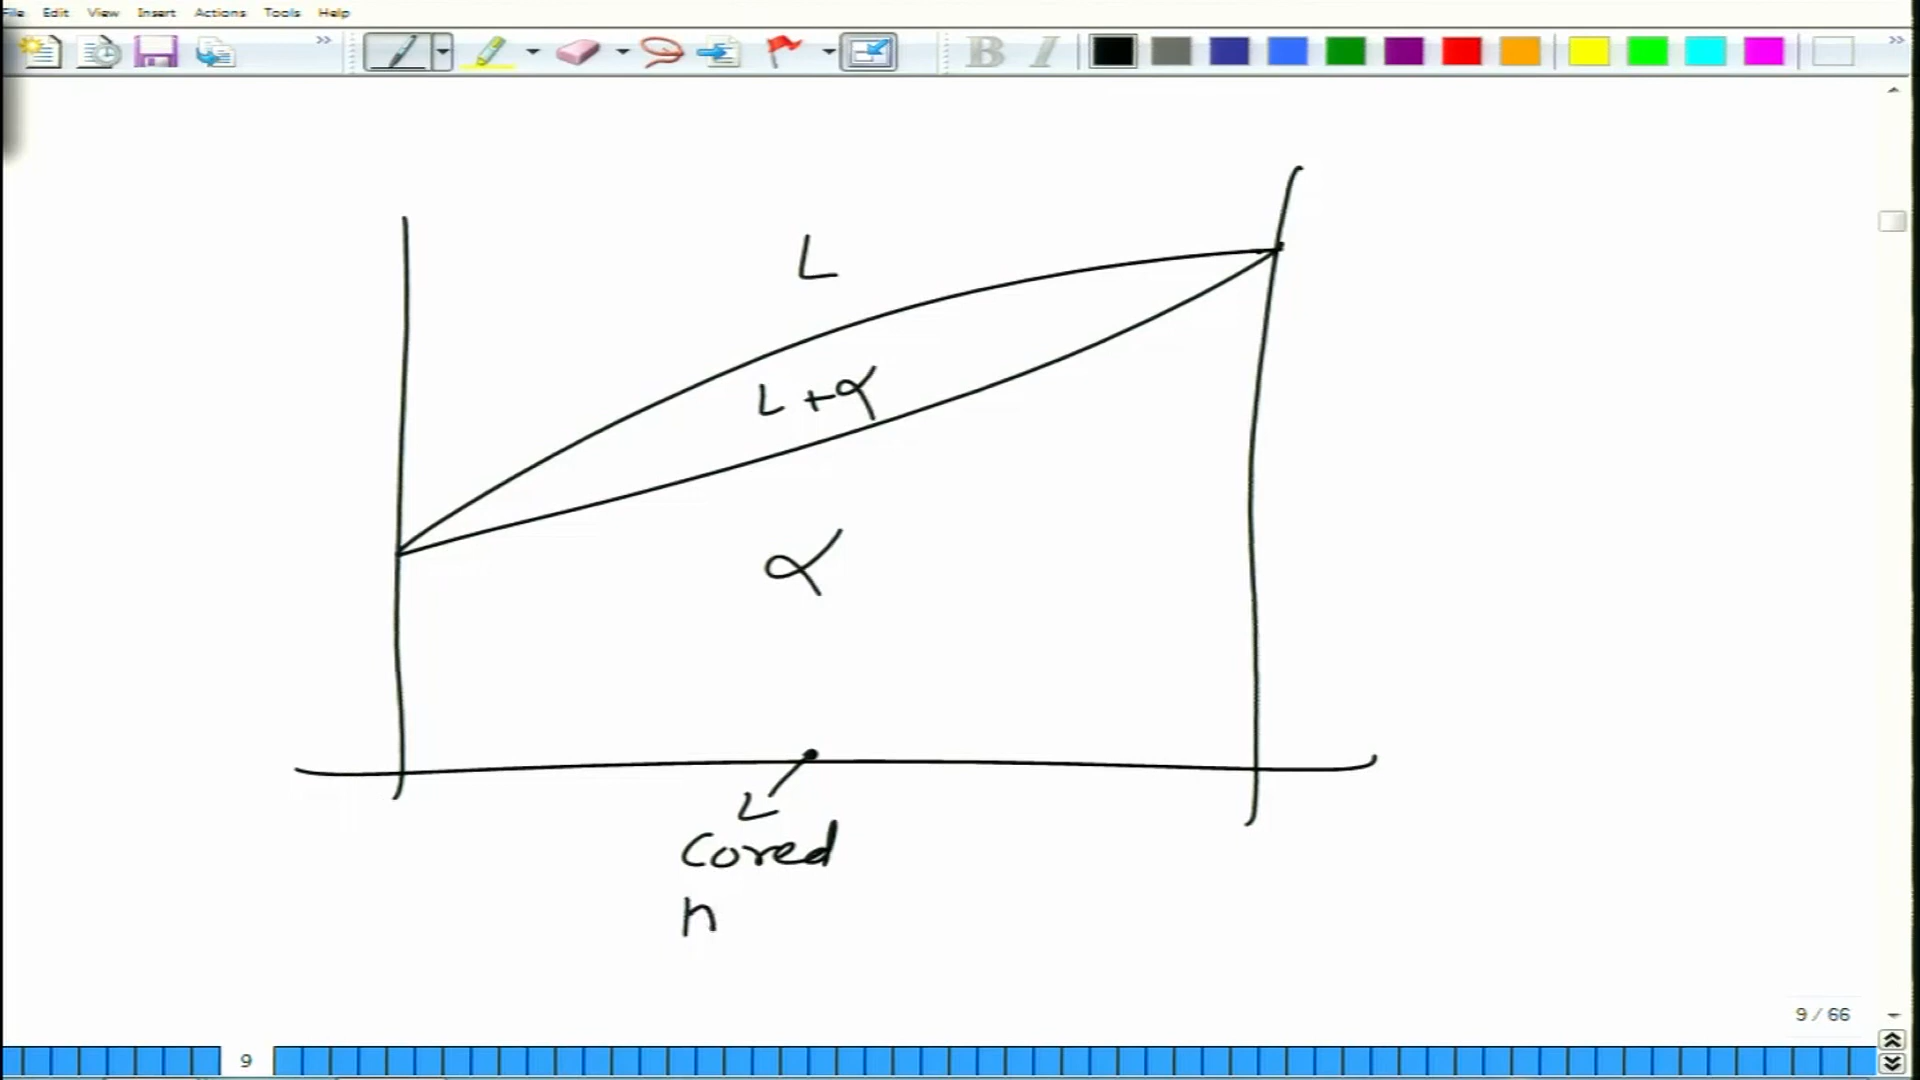 File Edit View Insert Actions Tools Help
B I
L
L+α
α
L
Cored
n
9 / 66
9